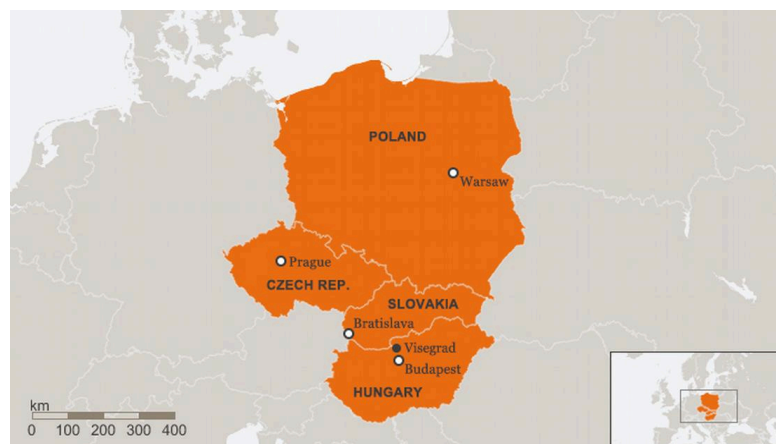 POLAND
Warsaw
Prague
CZECH REP.
SLOVAKIA
Bratislava
Visegrad
Budapest
HUNGARY
km
0 100 200 300 400